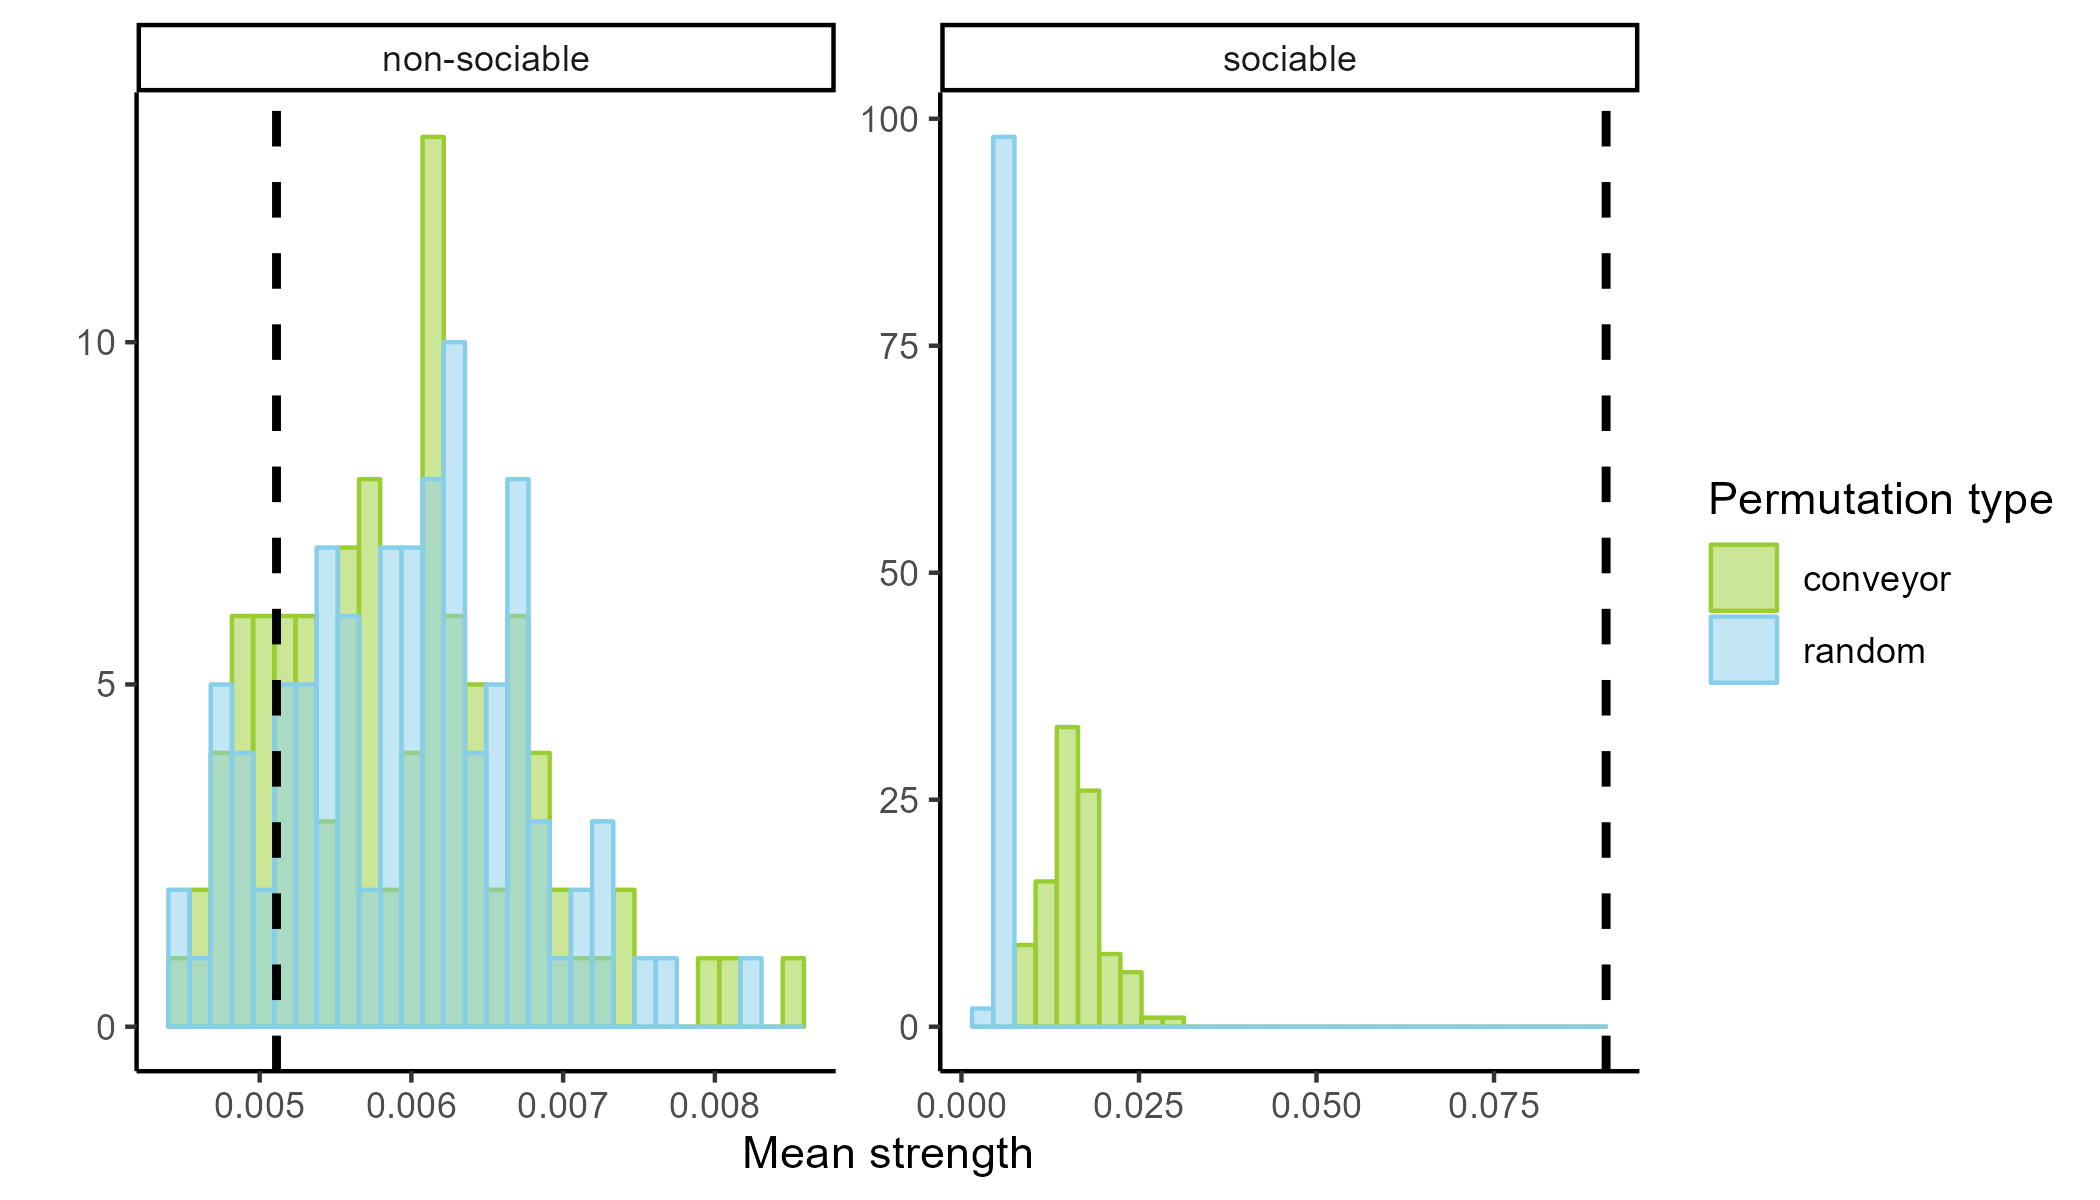 non-sociable
sociable
10
5
0
100
75
50
25
0
0.005 0.006 0.007 0.008
0.000 0.025 0.050 0.075
Mean strength
Permutation type
conveyor
random